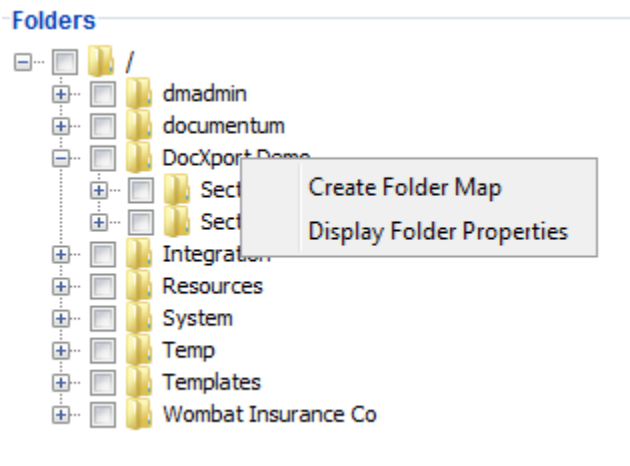 Folders
/
dmadmin
documentum
DocXport Demo
Sect
Create Folder Map
Sect
Display Folder Properties
Integration
Resources
System
Temp
Templates
Wombat Insurance Co